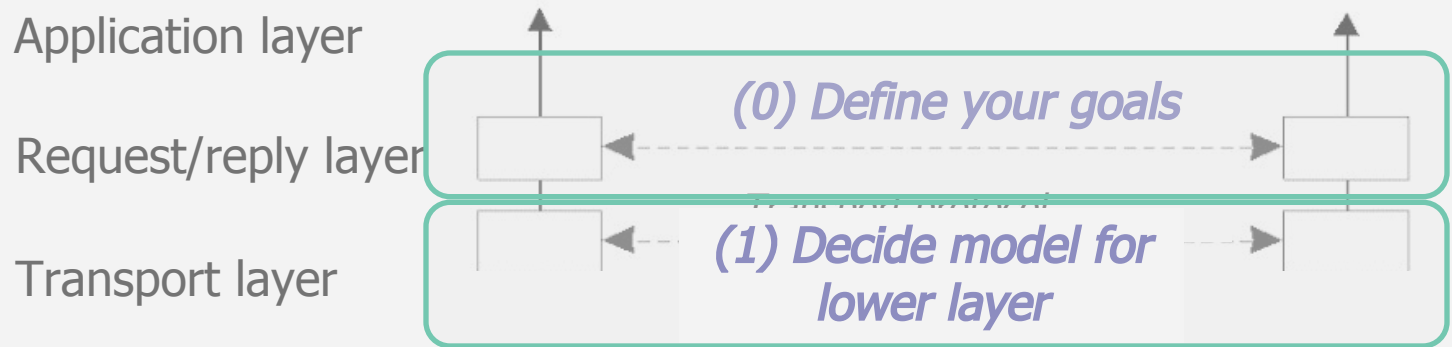 Application layer
(0) Define your goals
Request/reply layer
(1) Decide model for
lower layer
Transport layer